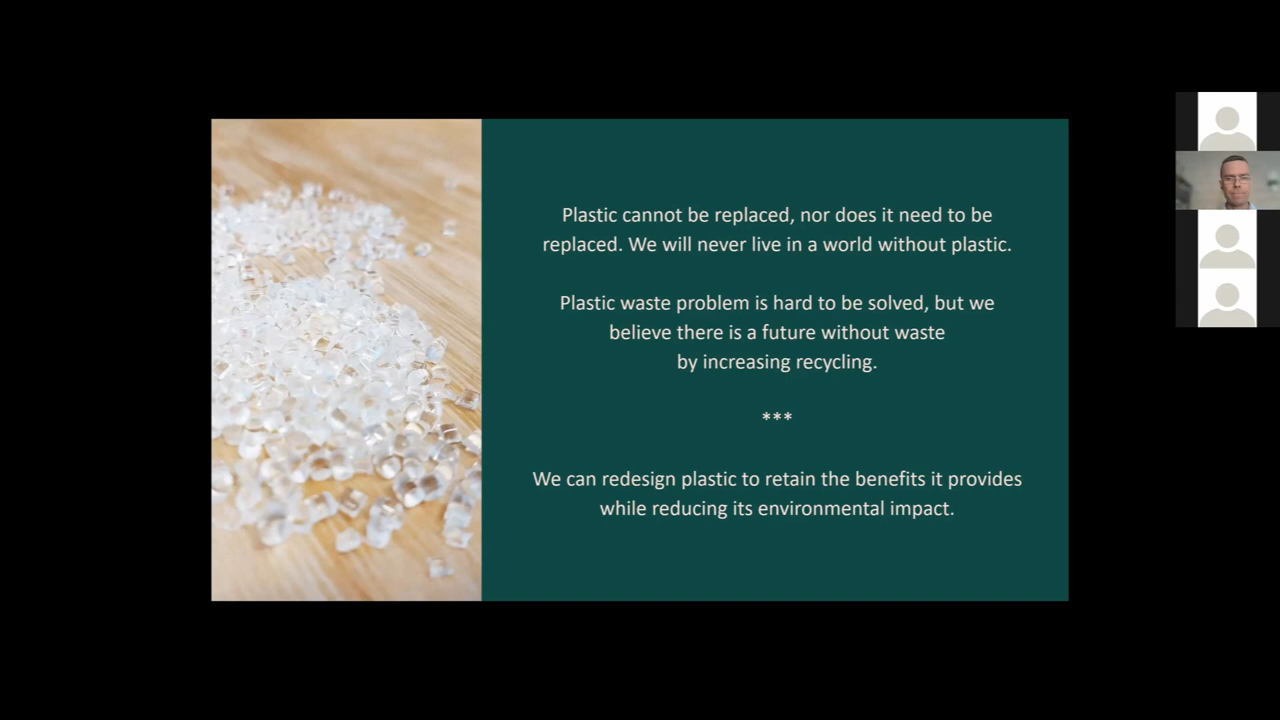 Plastic cannot be replaced, nor does it need to be
replaced. We will never live in a world without plastic.
Plastic waste problem is hard to be solved, but we
believe there is a future without waste
by increasing recycling.
***
We can redesign plastic to retain the benefits it provides
while reducing its environmental impact.